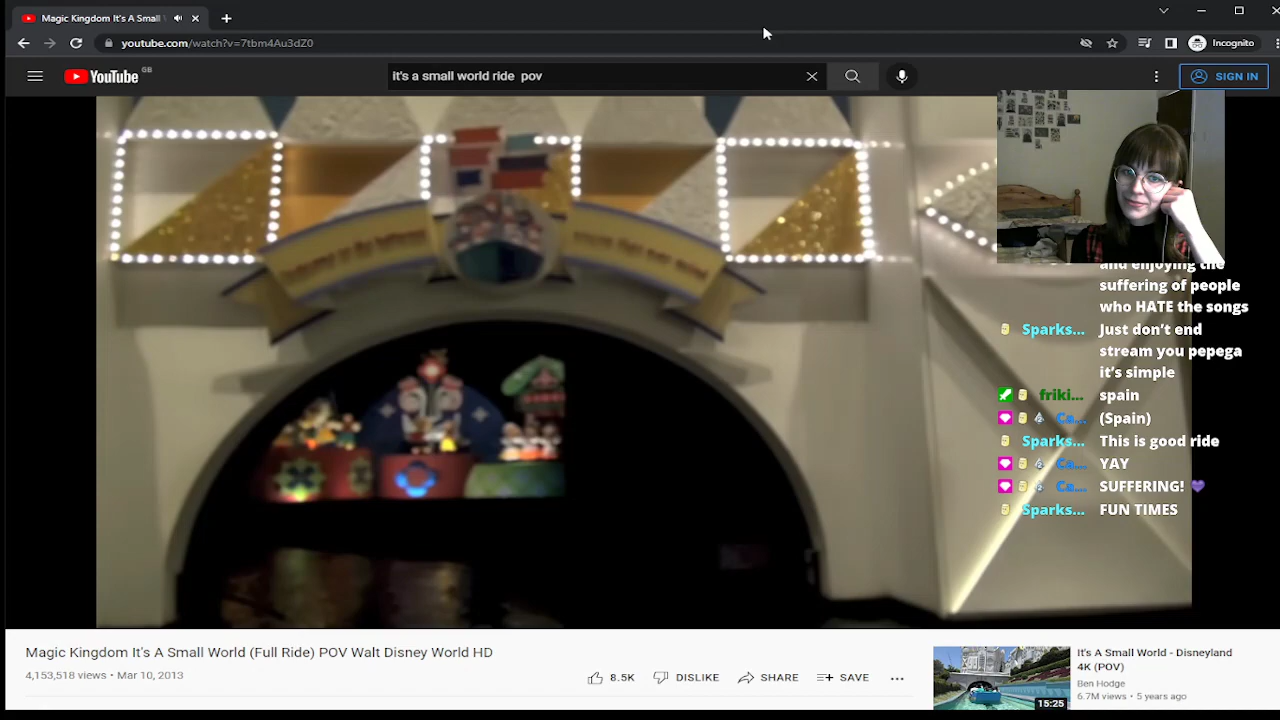 Magic Kingdom It's A Small
youtube.com/watch?v=7tbm4Au3dZ0
Incognito
YouTube GB
it's a small world ride pov
SIGN IN
and enjoying the
suffering of people
who HATE the songs
Sparks... Just don't end
stream you pepega
it's simple
friki... spain
Ca... (Spain)
Sparks... This is good ride
Ca... YAY
Ca... SUFFERING! 💜
Sparks... FUN TIMES
Magic Kingdom It's A Small World (Full Ride) POV Walt Disney World HD
4,153,518 views • Mar 10, 2013
8.5K DISLIKE SHARE SAVE
It's A Small World - Disneyland
4K (POV)
Ben Hodge
6.7M views • 5 years ago
15:25